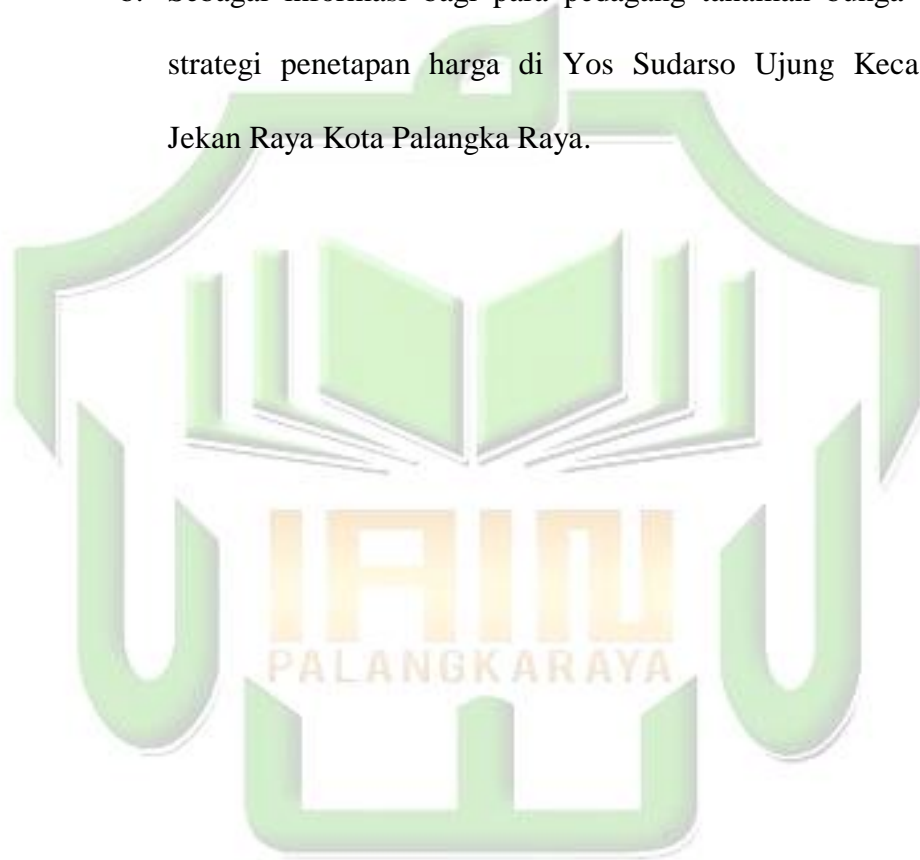 strategi penetapan harga di Yos Sudarso Ujung Keca
Jekan Raya Kota Palangka Raya.
IAIN
PALANGKARAYA